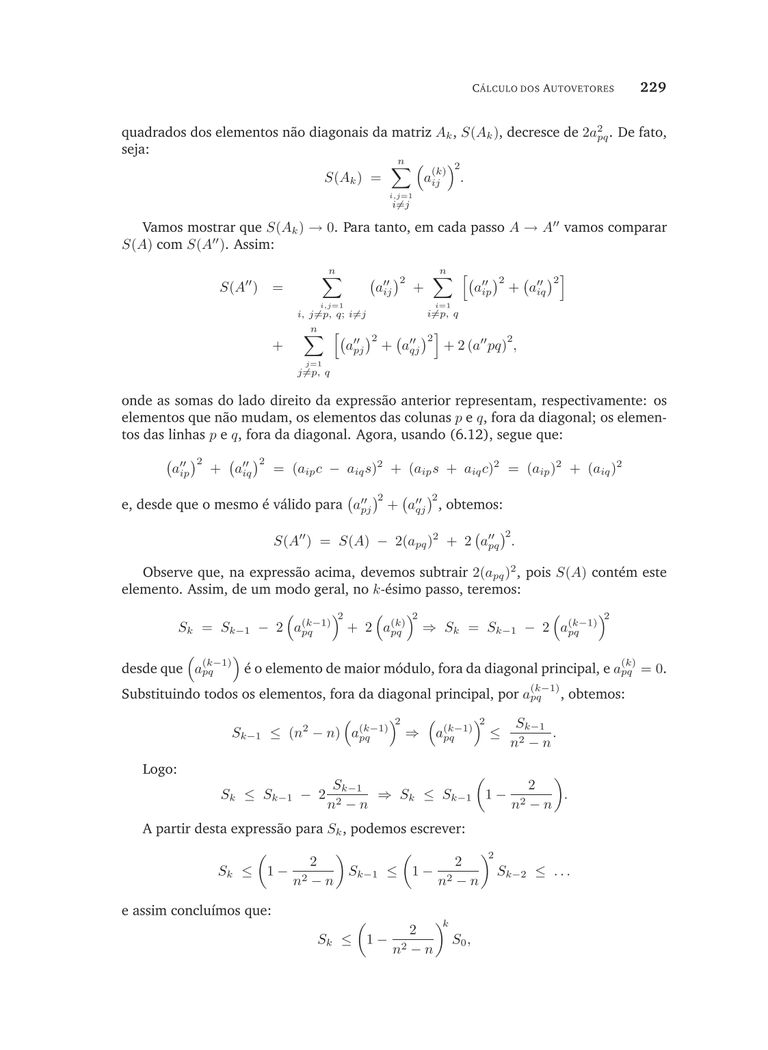 CÁLCULO DOS AUTOVETORES 229
quadrados dos elementos não diagonais da matriz $A_k$, $S(A_k)$, decresce de $2a_{pq}^2$. De fato,
seja:
$$S(A_k) = \sum_{\substack{i,j=1 \\ i \neq j}}^{n} \left(a_{ij}^{(k)}\right)^2.$$
Vamos mostrar que $S(A_k) \to 0$. Para tanto, em cada passo $A \to A''$ vamos comparar
$S(A)$ com $S(A'')$. Assim:
$$S(A'') = \sum_{\substack{i,j=1 \\ i,\ j \neq p,\ q;\ i \neq j}}^{n} \left(a_{ij}''\right)^2 + \sum_{\substack{i=1 \\ i \neq p,\ q}}^{n} \left[\left(a_{ip}''\right)^2 + \left(a_{iq}''\right)^2\right]$$
$$+ \sum_{\substack{j=1 \\ j \neq p,\ q}}^{n} \left[\left(a_{pj}''\right)^2 + \left(a_{qj}''\right)^2\right] + 2\left(a''pq\right)^2,$$
onde as somas do lado direito da expressão anterior representam, respectivamente: os
elementos que não mudam, os elementos das colunas $p$ e $q$, fora da diagonal; os elemen-
tos das linhas $p$ e $q$, fora da diagonal. Agora, usando (6.12), segue que:
$$\left(a_{ip}''\right)^2 + \left(a_{iq}''\right)^2 = (a_{ip}c - a_{iq}s)^2 + (a_{ip}s + a_{iq}c)^2 = (a_{ip})^2 + (a_{iq})^2$$
e, desde que o mesmo é válido para $\left(a_{pj}''\right)^2 + \left(a_{qj}''\right)^2$, obtemos:
$$S(A'') = S(A) - 2(a_{pq})^2 + 2\left(a_{pq}''\right)^2.$$
Observe que, na expressão acima, devemos subtrair $2(a_{pq})^2$, pois $S(A)$ contém este
elemento. Assim, de um modo geral, no $k$-ésimo passo, teremos:
$$S_k = S_{k-1} - 2\left(a_{pq}^{(k-1)}\right)^2 + 2\left(a_{pq}^{(k)}\right)^2 \Rightarrow S_k = S_{k-1} - 2\left(a_{pq}^{(k-1)}\right)^2$$
desde que $\left(a_{pq}^{(k-1)}\right)$ é o elemento de maior módulo, fora da diagonal principal, e $a_{pq}^{(k)} = 0$.
Substituindo todos os elementos, fora da diagonal principal, por $a_{pq}^{(k-1)}$, obtemos:
$$S_{k-1} \leq (n^2 - n)\left(a_{pq}^{(k-1)}\right)^2 \Rightarrow \left(a_{pq}^{(k-1)}\right)^2 \leq \frac{S_{k-1}}{n^2 - n}.$$
Logo:
$$S_k \leq S_{k-1} - 2\frac{S_{k-1}}{n^2 - n} \Rightarrow S_k \leq S_{k-1}\left(1 - \frac{2}{n^2 - n}\right).$$
A partir desta expressão para $S_k$, podemos escrever:
$$S_k \leq \left(1 - \frac{2}{n^2 - n}\right)S_{k-1} \leq \left(1 - \frac{2}{n^2 - n}\right)^2 S_{k-2} \leq \ldots$$
e assim concluímos que:
$$S_k \leq \left(1 - \frac{2}{n^2 - n}\right)^k S_0,$$